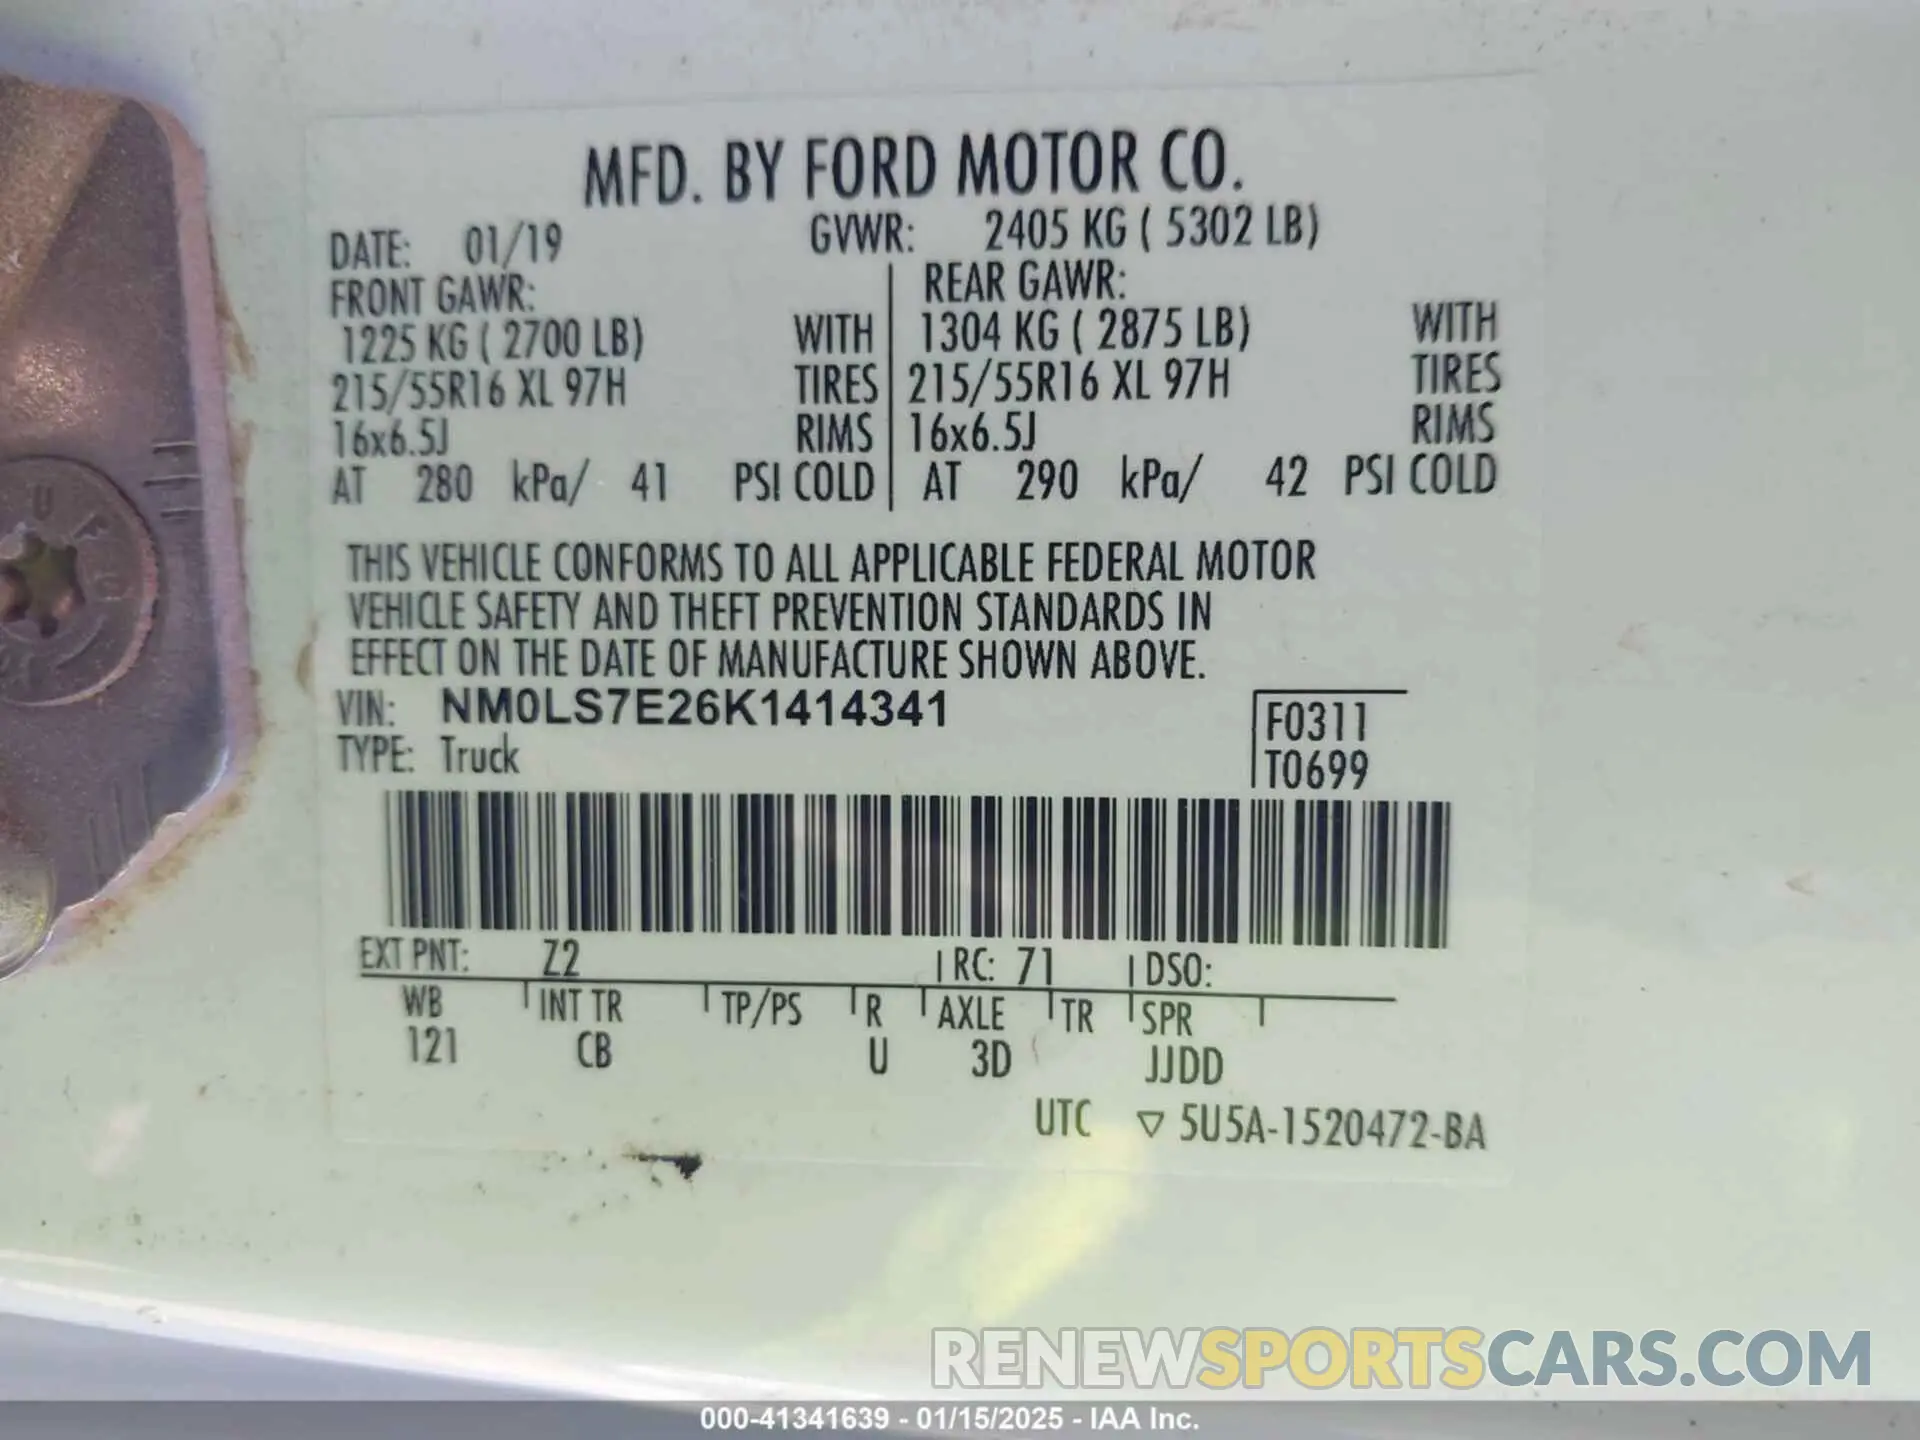 MFD. BY FORD MOTOR CO.
DATE: 01/19 GVWR: 2405 KG ( 5302 LB)
FRONT GAWR: REAR GAWR:
1225 KG ( 2700 LB) WITH 1304 KG ( 2875 LB) WITH
215/55R16 XL 97H TIRES 215/55R16 XL 97H TIRES
16x6.5J RIMS 16x6.5J RIMS
AT 280 kPa/ 41 PSI COLD AT 290 kPa/ 42 PSI COLD
THIS VEHICLE CONFORMS TO ALL APPLICABLE FEDERAL MOTOR
VEHICLE SAFETY AND THEFT PREVENTION STANDARDS IN
EFFECT ON THE DATE OF MANUFACTURE SHOWN ABOVE.
VIN: NM0LS7E26K1414341 F0311
TYPE: Truck T0699
EXT PNT: Z2 RC: 71 DSO:
WB INT TR TP/PS R AXLE TR SPR
121 CB U 3D JJDD
UTC ▽ 5U5A-1520472-BA
RENEWSPORTSCARS.COM
000-41341639 - 01/15/2025 - IAA Inc.